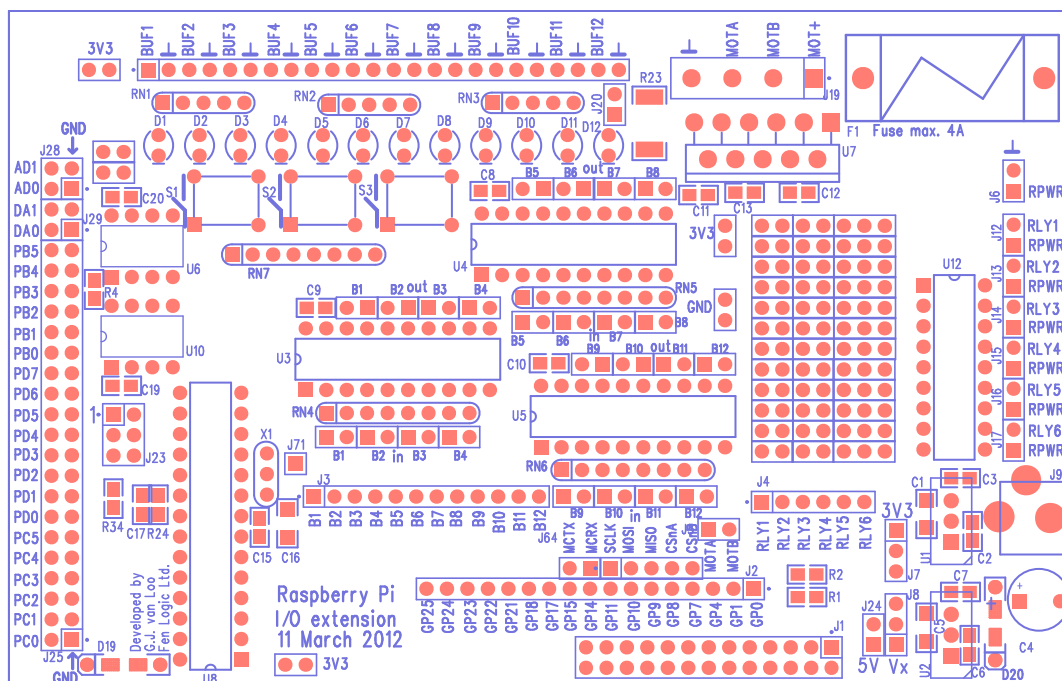 3V3
BUF1 BUF2 BUF3 BUF4 BUF5 BUF6 BUF7 BUF8 BUF9 BUF10 BUF11 BUF12
MOTA MOTB MOT+
J19
F1 Fuse max. 4A
RN1 RN2 RN3 J20 R23
D1 D2 D3 D4 D5 D6 D7 D8 D9 D10 D11 D12
U7
GND
J28
AD1
AD0
DA1
DA0
J29
PB5
PB4
PB3
PB2
PB1
PB0
PD7
PD6
PD5
PD4
PD3
PD2
PD1
PD0
PC5
PC4
PC3
PC2
PC1
PC0
J25
GND
C20
U6
R4
U10
C19
1
J23
R34 C17 R24
S1 S2 S3
RN7
C8
B5 B6 out B7 B8
U4
RN5
B5 B6 in B7 B8
C11 C13 C12
3V3
GND
C9
B1 B2 out B3 B4
U3
RN4
B1 B2 in B3 B4
C10
B9 B10 out B11 B12
U5
RN6
B9 B10 in B11 B12
J6
RPWR
J12
RLY1
RPWR
RLY2
J13
RPWR
RLY3
J14
RPWR
RLY4
J15
RPWR
RLY5
J16
RPWR
RLY6
J17
RPWR
U12
X1
J71
J3
B1 B2 B3 B4 B5 B6 B7 B8 B9 B10 B11 B12
C15 C16
J64
MCTX MCRX SCLK MOSI MISO CSnA CSnB
MOTA MOTB
J4
RLY1 RLY2 RLY3 RLY4 RLY5 RLY6
C1 C3
J9
3V3
U1 C2
J7
R2
R1
C7
J24 J8
C5
U2 C6
C4
D20
5V Vx
J2
GP25 GP24 GP23 GP22 GP21 GP18 GP17 GP15 GP14 GP11 GP10 GP9 GP8 GP7 GP4 GP1 GP0
J1
Raspberry Pi
I/O extension
11 March 2012
3V3
D19
Developed by
G.J. van Loo
Fen Logic Ltd.
U8